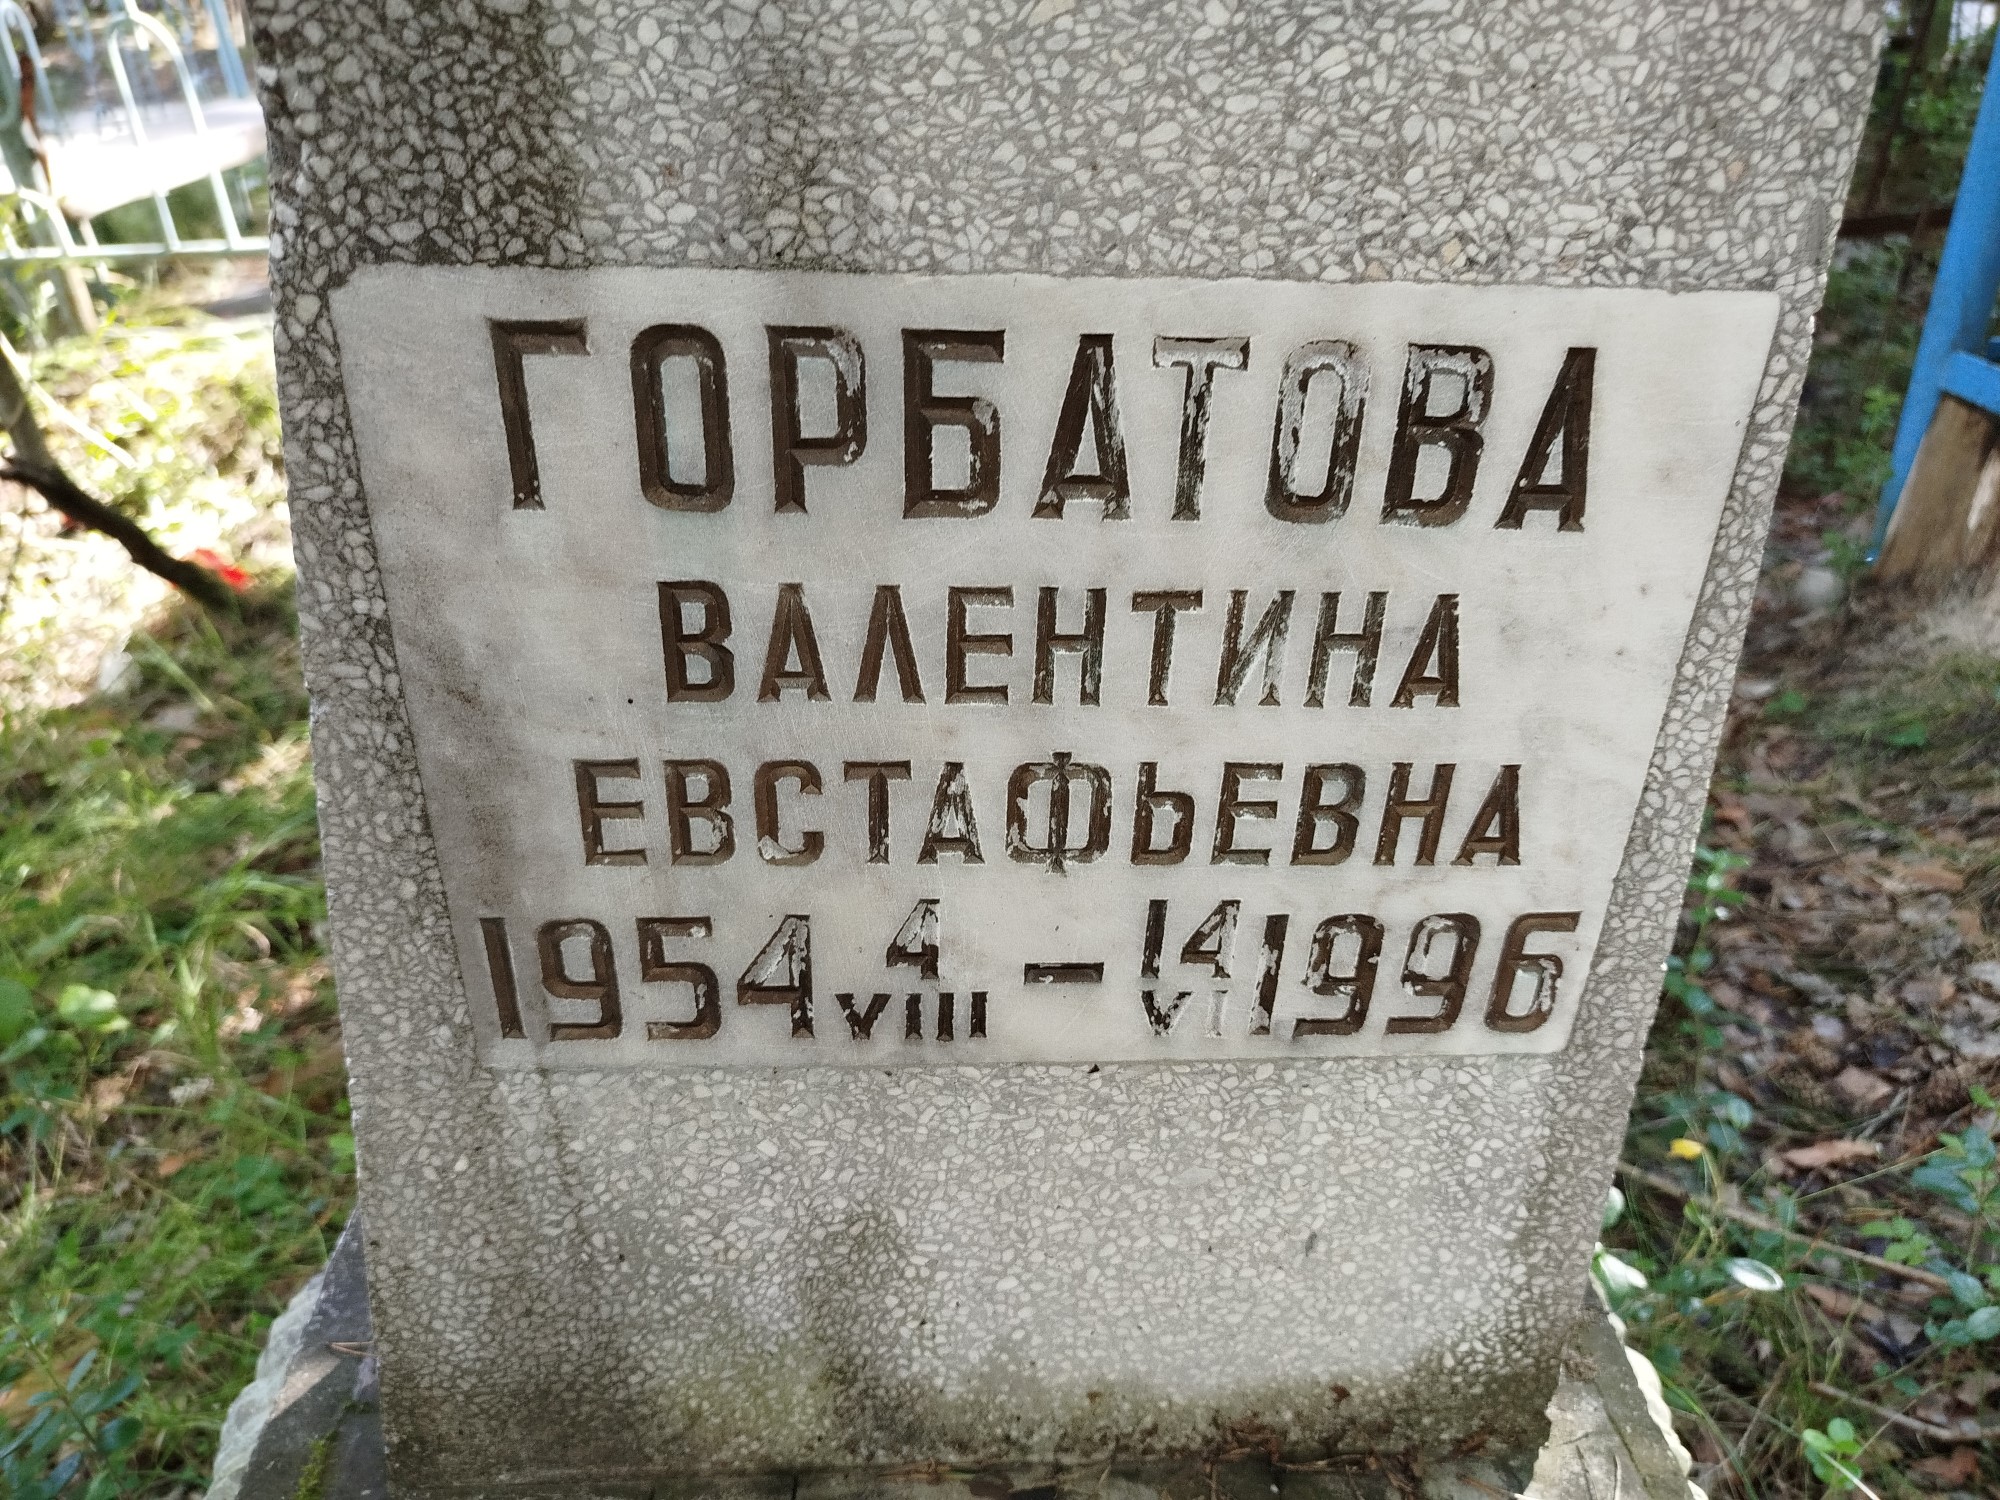 ГОРБАТОВА
ВАЛЕНТИНА
ЕВСТАФЬЕВНА
1954 4/VIII – 14/VI 1996